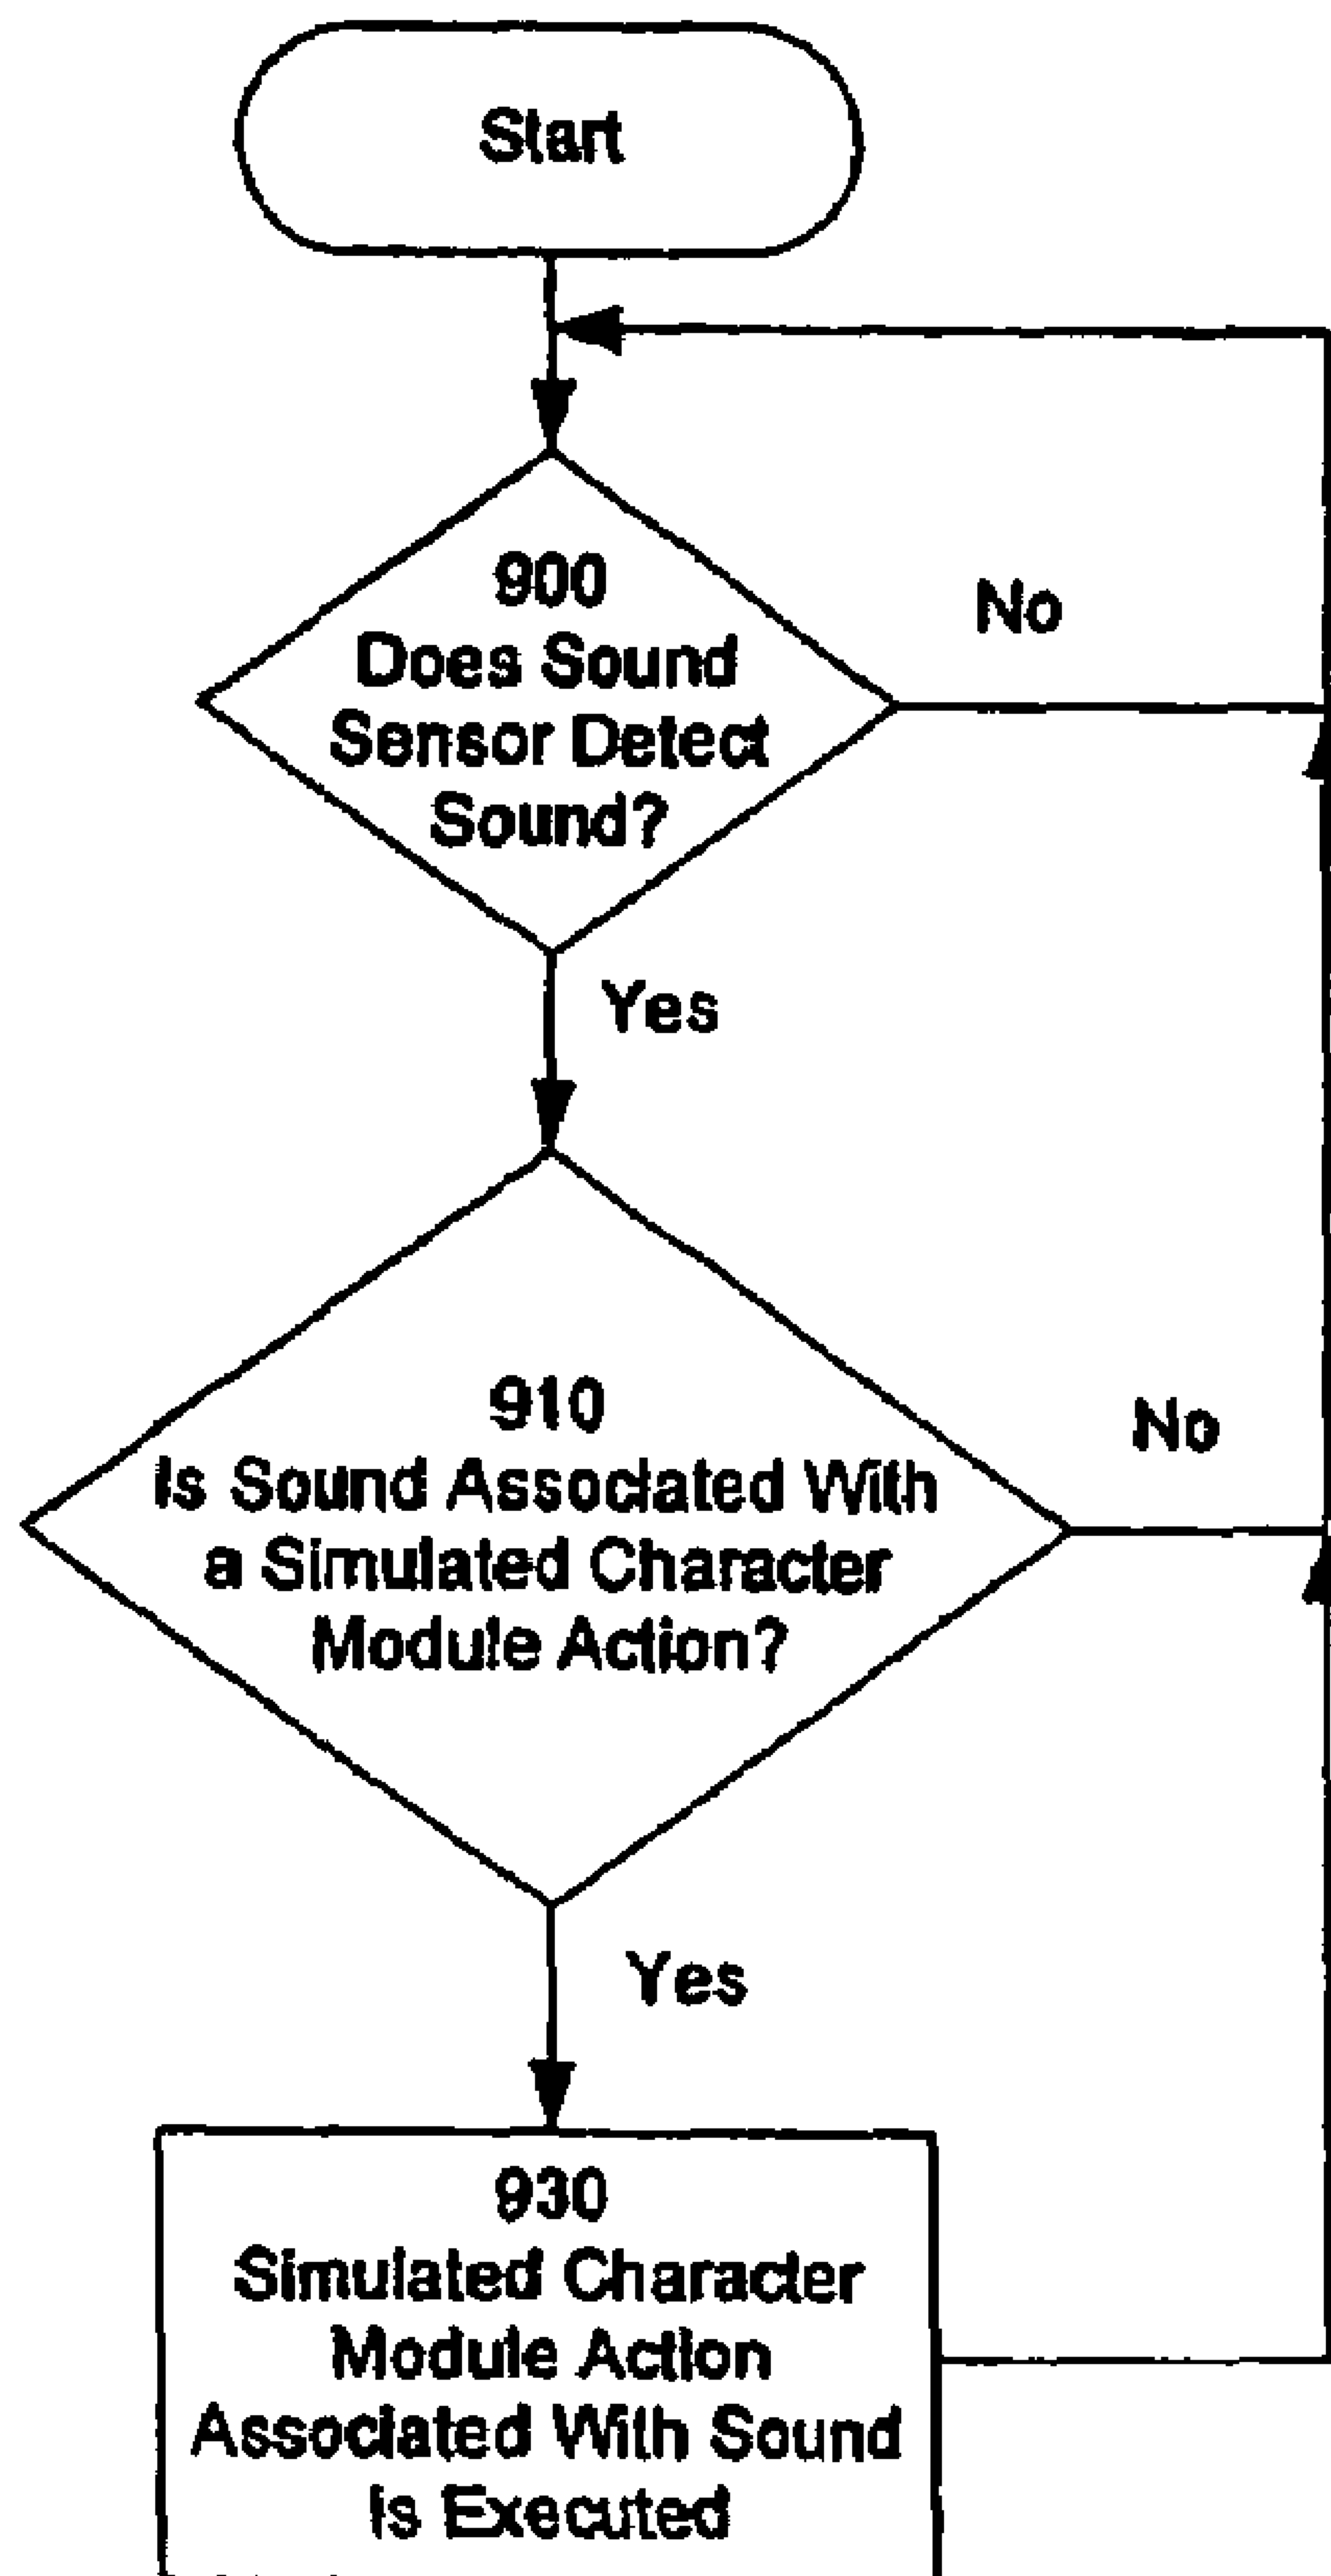 Start
900
Does Sound
Sensor Detect
Sound?
No
Yes
910
Is Sound Associated With
a Simulated Character
Module Action?
No
Yes
930
Simulated Character
Module Action
Associated With Sound
Is Executed